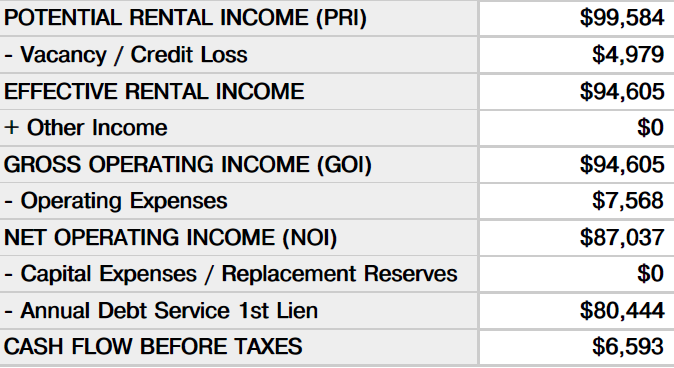 POTENTIAL RENTAL INCOME (PRI) $99,584
- Vacancy / Credit Loss $4,979
EFFECTIVE RENTAL INCOME $94,605
+ Other Income $0
GROSS OPERATING INCOME (GOI) $94,605
- Operating Expenses $7,568
NET OPERATING INCOME (NOI) $87,037
- Capital Expenses / Replacement Reserves $0
- Annual Debt Service 1st Lien $80,444
CASH FLOW BEFORE TAXES $6,593